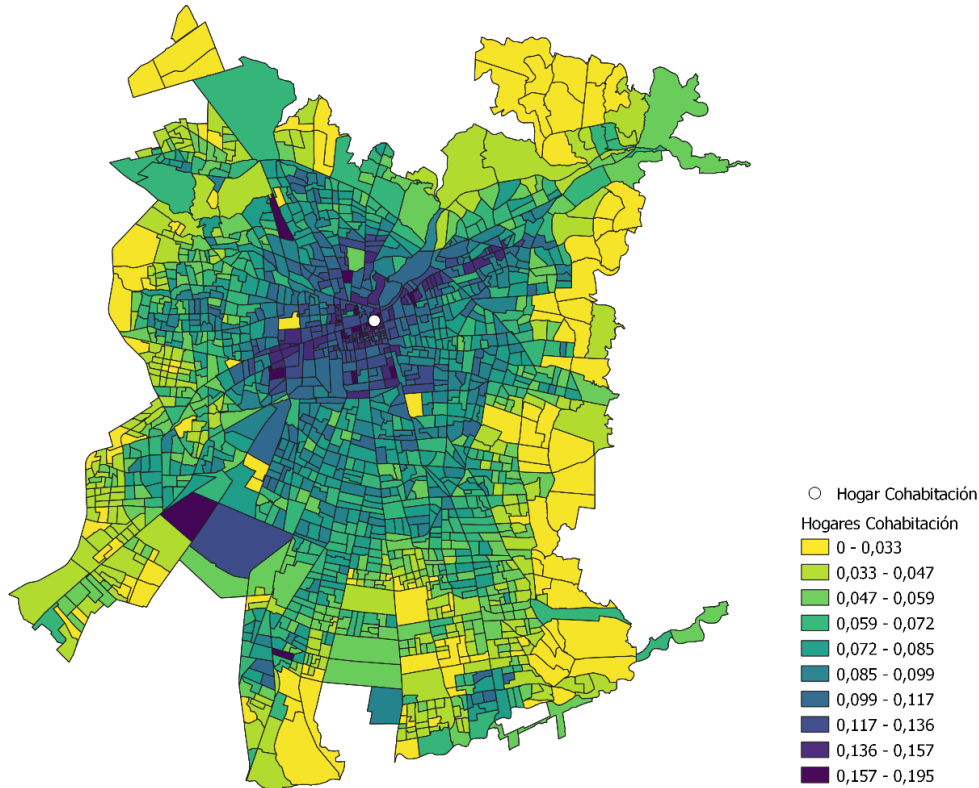 Hogar Cohabitación
Hogares Cohabitación
0 - 0,033
0,033 - 0,047
0,047 - 0,059
0,059 - 0,072
0,072 - 0,085
0,085 - 0,099
0,099 - 0,117
0,117 - 0,136
0,136 - 0,157
0,157 - 0,195